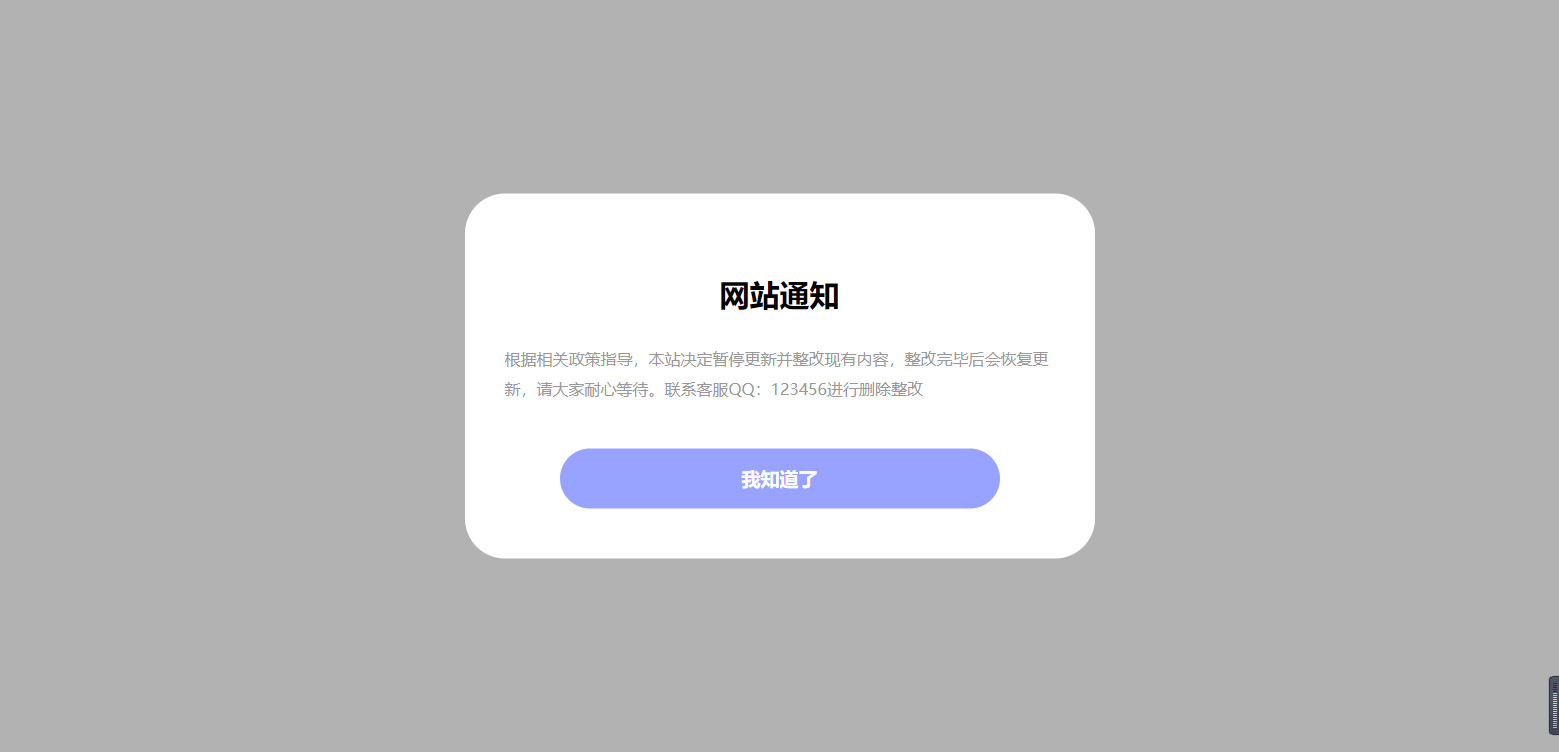 网站通知
根据相关政策指导，本站决定暂停更新并整改现有内容，整改完毕后会恢复更
新，请大家耐心等待。联系客服QQ：123456进行删除整改
我知道了